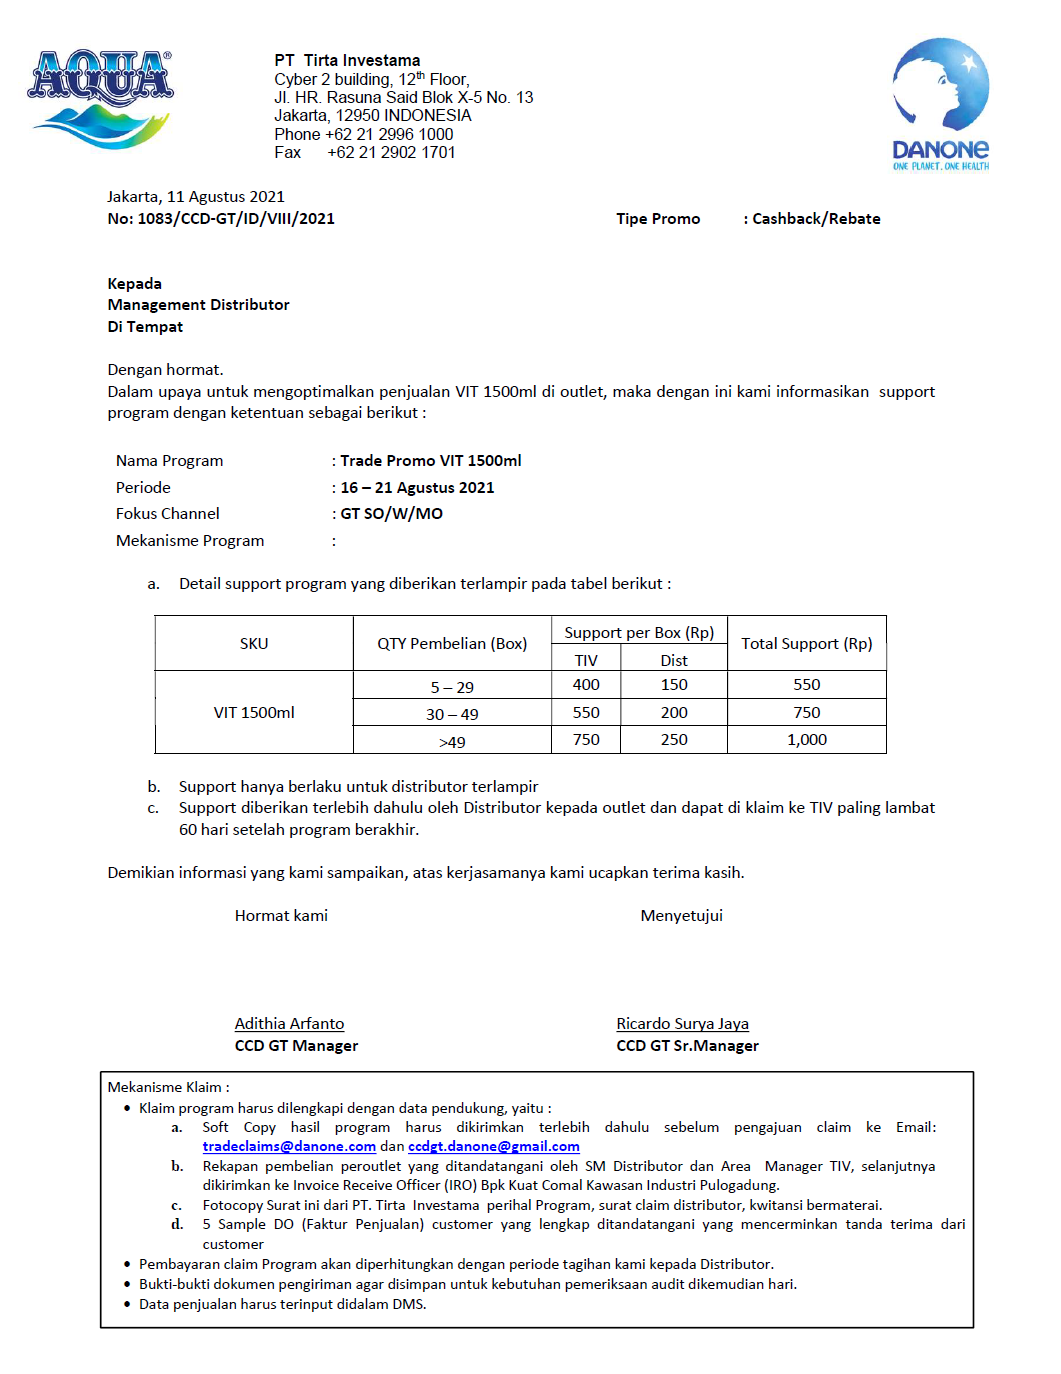 AQUA®
PT Tirta Investama
Cyber 2 building, 12th Floor,
Jl. HR. Rasuna Said Blok X-5 No. 13
Jakarta, 12950 INDONESIA
Phone +62 21 2996 1000
Fax +62 21 2902 1701
DANONE
ONE PLANET. ONE HEALTH
Jakarta, 11 Agustus 2021
No: 1083/CCD-GT/ID/VIII/2021 Tipe Promo : Cashback/Rebate
Kepada
Management Distributor
Di Tempat
Dengan hormat.
Dalam upaya untuk mengoptimalkan penjualan VIT 1500ml di outlet, maka dengan ini kami informasikan support
program dengan ketentuan sebagai berikut :
Nama Program : Trade Promo VIT 1500ml
Periode : 16 – 21 Agustus 2021
Fokus Channel : GT SO/W/MO
Mekanisme Program :
a. Detail support program yang diberikan terlampir pada tabel berikut :
SKU QTY Pembelian (Box) Support per Box (Rp) Total Support (Rp)
TIV Dist
VIT 1500ml
5 – 29 400 150 550
30 – 49 550 200 750
>49 750 250 1,000
b. Support hanya berlaku untuk distributor terlampir
c. Support diberikan terlebih dahulu oleh Distributor kepada outlet dan dapat di klaim ke TIV paling lambat
60 hari setelah program berakhir.
Demikian informasi yang kami sampaikan, atas kerjasamanya kami ucapkan terima kasih.
Hormat kami Menyetujui
Adithia Arfanto Ricardo Surya Jaya
CCD GT Manager CCD GT Sr.Manager
Mekanisme Klaim :
• Klaim program harus dilengkapi dengan data pendukung, yaitu :
a. Soft Copy hasil program harus dikirimkan terlebih dahulu sebelum pengajuan claim ke Email:
tradeclaims@danone.com dan ccdgt.danone@gmail.com
b. Rekapan pembelian peroutlet yang ditandatangani oleh SM Distributor dan Area Manager TIV, selanjutnya
dikirimkan ke Invoice Receive Officer (IRO) Bpk Kuat Comal Kawasan Industri Pulogadung.
c. Fotocopy Surat ini dari PT. Tirta Investama perihal Program, surat claim distributor, kwitansi bermaterai.
d. 5 Sample DO (Faktur Penjualan) customer yang lengkap ditandatangani yang mencerminkan tanda terima dari
customer
• Pembayaran claim Program akan diperhitungkan dengan periode tagihan kami kepada Distributor.
• Bukti-bukti dokumen pengiriman agar disimpan untuk kebutuhan pemeriksaan audit dikemudian hari.
• Data penjualan harus terinput didalam DMS.